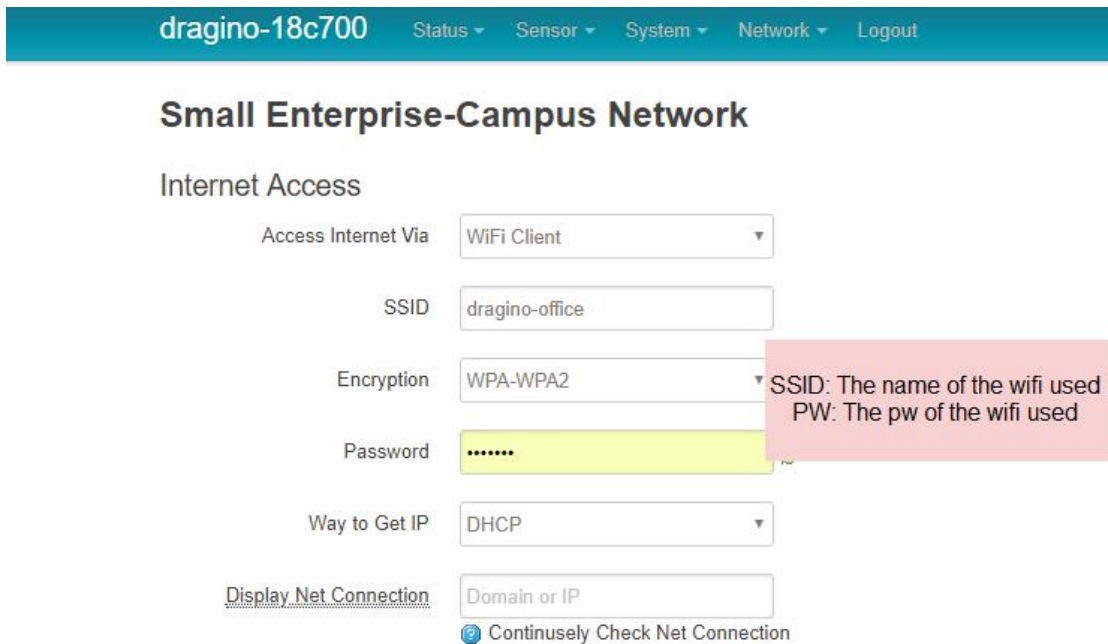 dragino-18c700 Status Sensor System Network Logout
Small Enterprise-Campus Network
Internet Access
Access Internet Via WiFi Client
SSID dragino-office
Encryption WPA-WPA2
SSID: The name of the wifi used
PW: The pw of the wifi used
Password •••••••
Way to Get IP DHCP
Display Net Connection Domain or IP
Continusely Check Net Connection